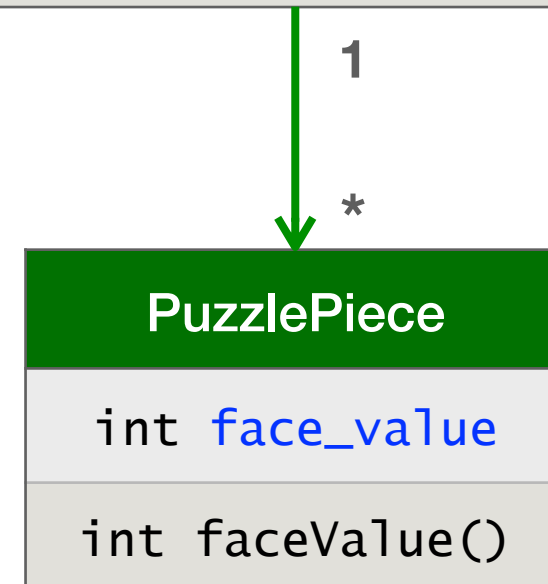 1
*
PuzzlePiece
int face_value
int faceValue()